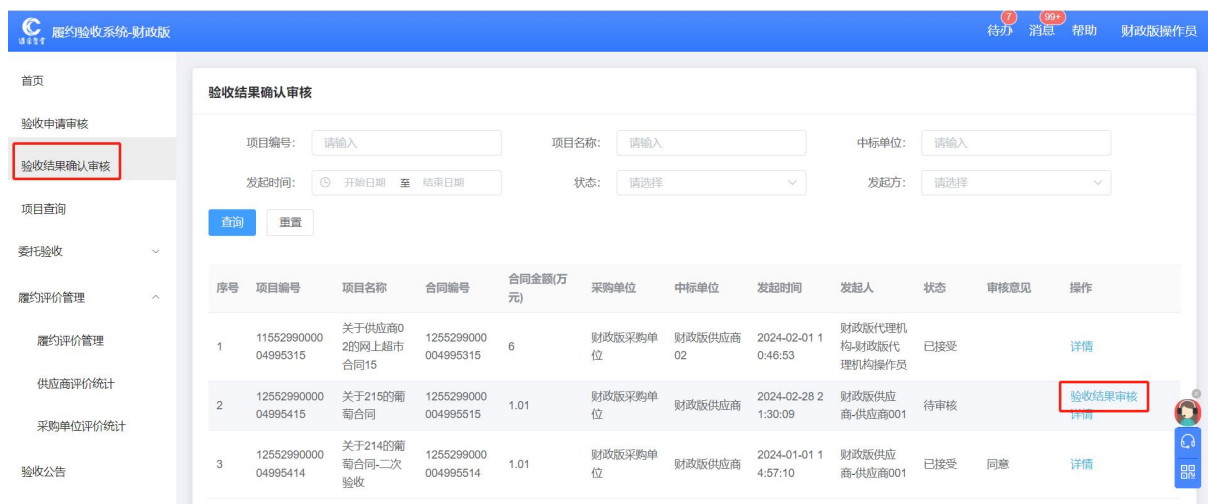 履约验收系统-财政版
7
99+
待办 消息 帮助 财政版操作员
首页
验收申请审核
验收结果确认审核
项目查询
委托验收
履约评价管理
履约评价管理
供应商评价统计
采购单位评价统计
验收公告
验收结果确认审核
项目编号: 请输入 项目名称: 请输入 中标单位: 请输入
发起时间: 开始日期 至 结束日期 状态: 请选择 发起方: 请选择
查询 重置
序号 项目编号 项目名称 合同编号 合同金额(万
元) 采购单位 中标单位 发起时间 发起人 状态 审核意见 操作
1 11552990000 关于供应商0 1255299000 6 财政版采购单 财政版供应商 2024-02-01 1 财政版代理机 已接受 详情
04995315 2的网上超市 004995315 位 02 0:46:53 构-财政版代
合同15 理机构操作员
2 12552990000 关于215的葡 1255299000 1.01 财政版采购单 财政版供应商 2024-02-28 2 财政版供应 待审核 验收结果审核
04995415 萄合同 004995515 位 1:30:09 商-供应商001 详情
3 12552990000 关于214的葡 1255299000 1.01 财政版采购单 财政版供应商 2024-01-01 1 财政版供应 已接受 同意 详情
04995414 萄合同-二次 004995514 位 4:57:10 商-供应商001
验收